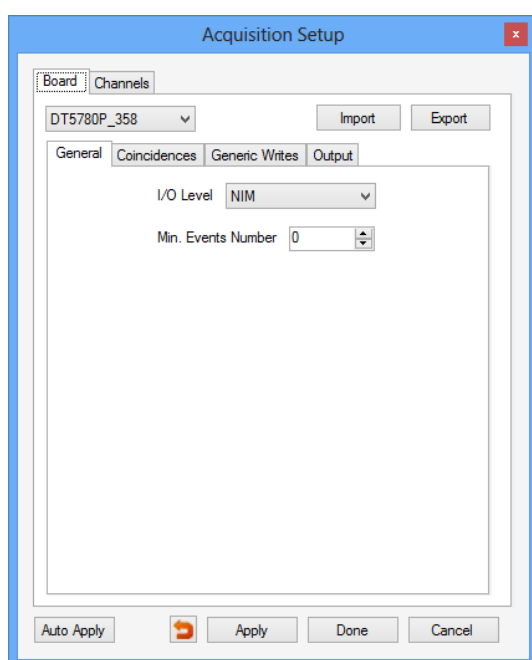 Acquisition Setup
x
Board Channels
DT5780P_358 Import Export
General Coincidences Generic Writes Output
I/O Level NIM
Min. Events Number 0
Auto Apply Apply Done Cancel